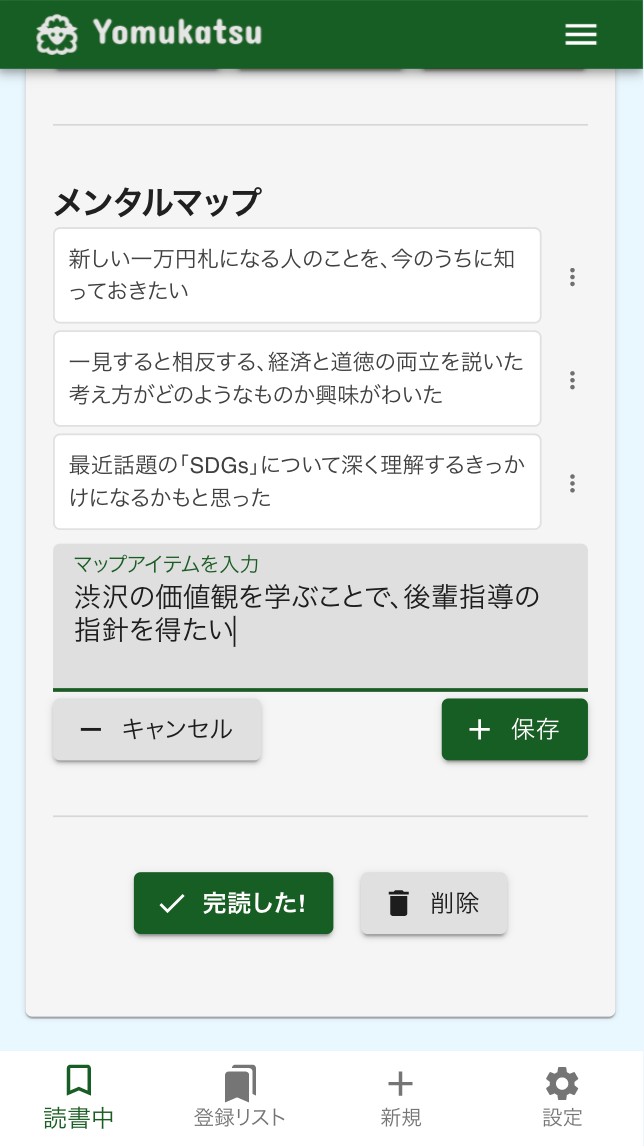 Yomukatsu
メンタルマップ
新しい一万円札になる人のことを、今のうちに知
っておきたい
一見すると相反する、経済と道徳の両立を説いた
考え方がどのようなものか興味がわいた
最近話題の「SDGs」について深く理解するきっか
けになるかもと思った
マップアイテムを入力
渋沢の価値観を学ぶことで、後輩指導の
指針を得たい
キャンセル
保存
完読した!
削除
読書中
登録リスト
新規
設定